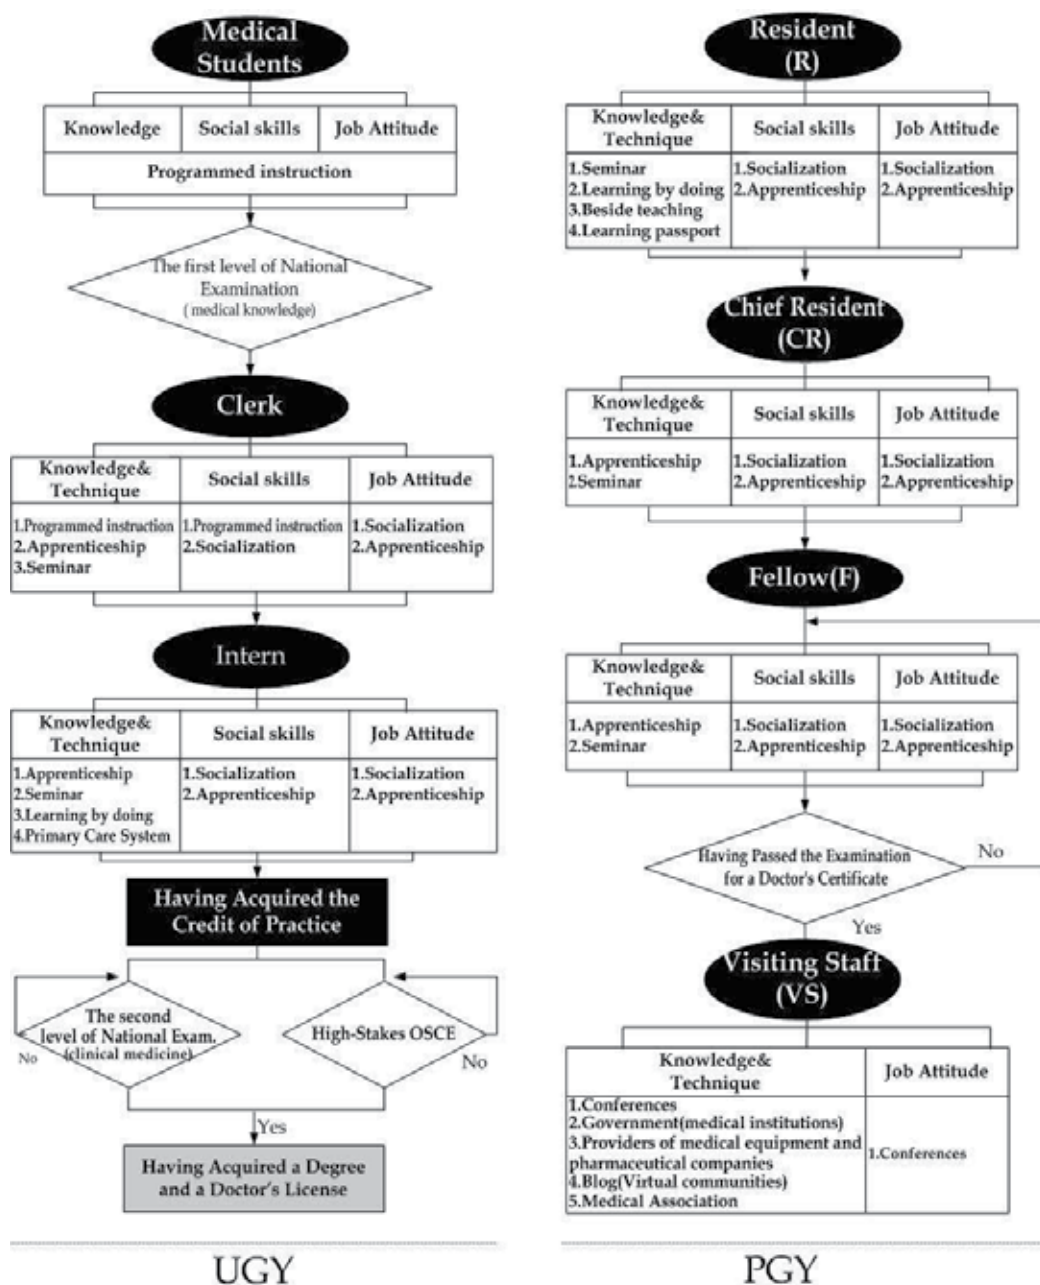 Medical
Students
Knowledge
Social skills
Job Attitude
Programmed instruction
The first level of National
Examination
( medical knowledge)
Clerk
Knowledge&
Technique
Social skills
Job Attitude
1.Programmed instruction
2.Apprenticeship
3.Seminar
1.Programmed instruction
2.Socialization
1.Socialization
2.Apprenticeship
Intern
Knowledge&
Technique
Social skills
Job Attitude
1.Apprenticeship
2.Seminar
3.Learning by doing
4.Primary Care System
1.Socialization
2.Apprenticeship
1.Socialization
2.Apprenticeship
Having Acquired the
Credit of Practice
The second
level of National Exam.
(clinical medicine)
No
High-Stakes OSCE
No
Yes
Having Acquired a Degree
and a Doctor's License
UGY
Resident
(R)
Knowledge&
Technique
Social skills
Job Attitude
1.Seminar
2.Learning by doing
3.Beside teaching
4.Learning passport
1.Socialization
2.Apprenticeship
1.Socialization
2.Apprenticeship
Chief Resident
(CR)
Knowledge&
Technique
Social skills
Job Attitude
1.Apprenticeship
2.Seminar
1.Socialization
2.Apprenticeship
1.Socialization
2.Apprenticeship
Fellow(F)
Knowledge&
Technique
Social skills
Job Attitude
1.Apprenticeship
2.Seminar
1.Socialization
2.Apprenticeship
1.Socialization
2.Apprenticeship
Having Passed the Examination
for a Doctor's Certificate
No
Yes
Visiting Staff
(VS)
Knowledge&
Technique
Job Attitude
1.Conferences
2.Government(medical institutions)
3.Providers of medical equipment and
pharmaceutical companies
4.Blog(Virtual communities)
5.Medical Association
1.Conferences
PGY